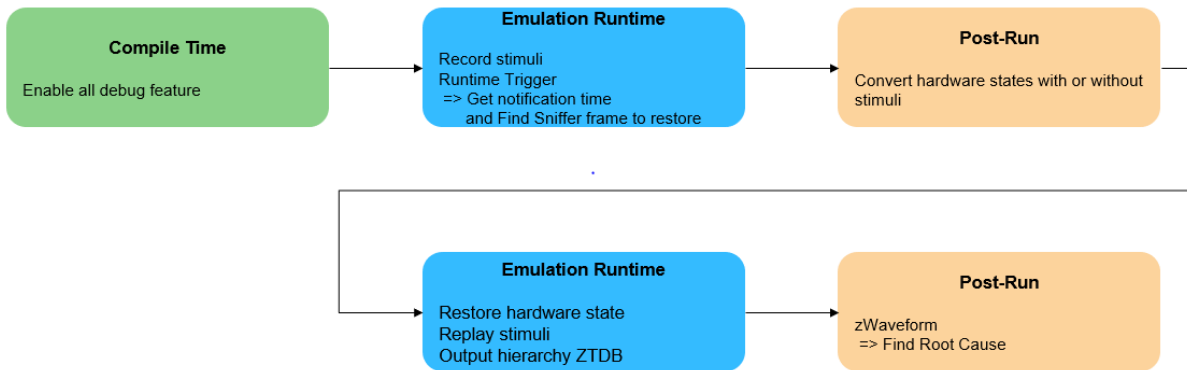 Compile Time
Enable all debug feature
Emulation Runtime
Record stimuli
Runtime Trigger
=> Get notification time
and Find Sniffer frame to restore
Post-Run
Convert hardware states with or without
stimuli
Emulation Runtime
Restore hardware state
Replay stimuli
Output hierarchy ZTDB
Post-Run
zWaveform
=> Find Root Cause